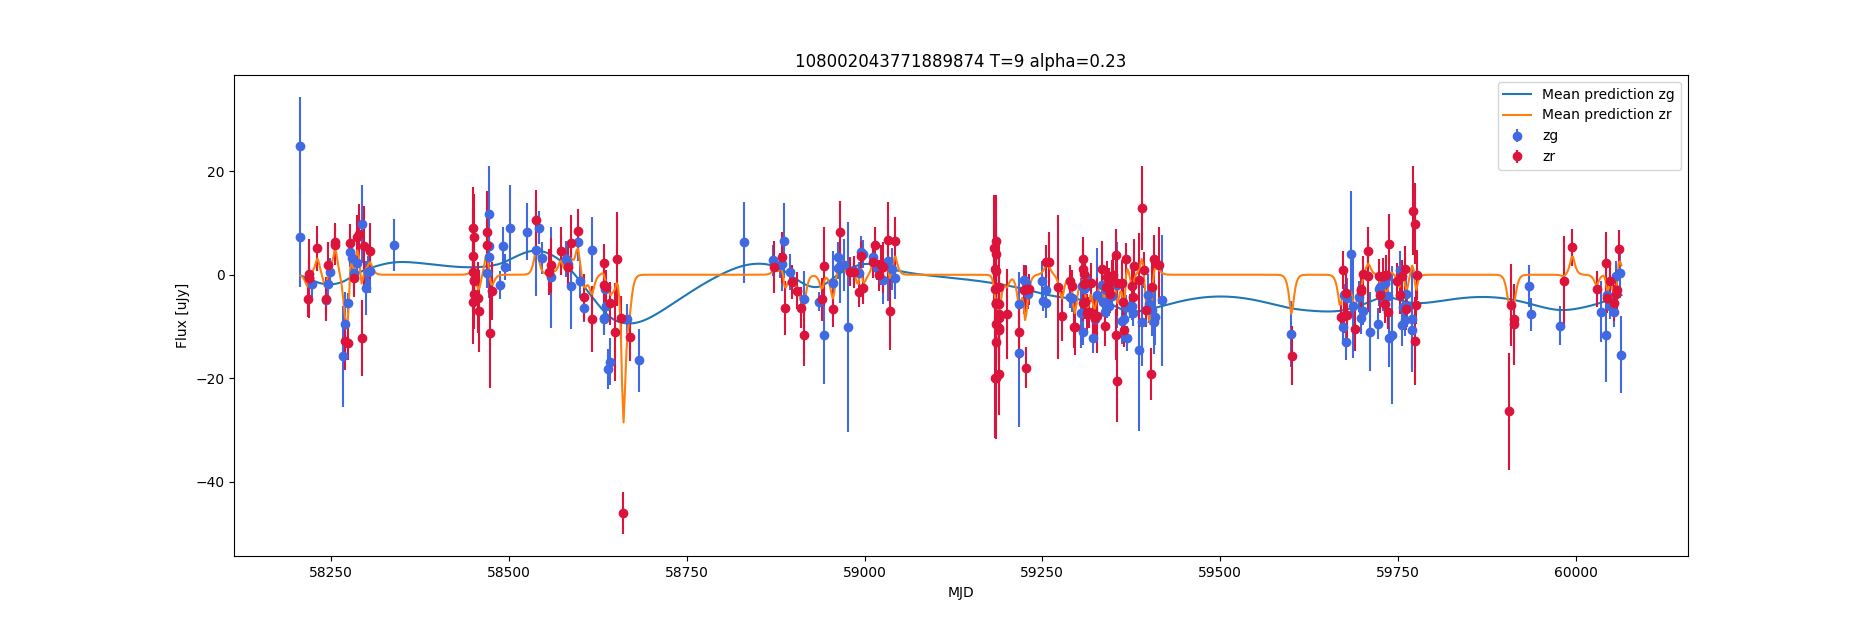 108002043771889874 T=9 alpha=0.23
Mean prediction zg
Mean prediction zr
zg
zr
20
0
−20
−40
Flux [uJy]
58250 58500 58750 59000 59250 59500 59750 60000
MJD